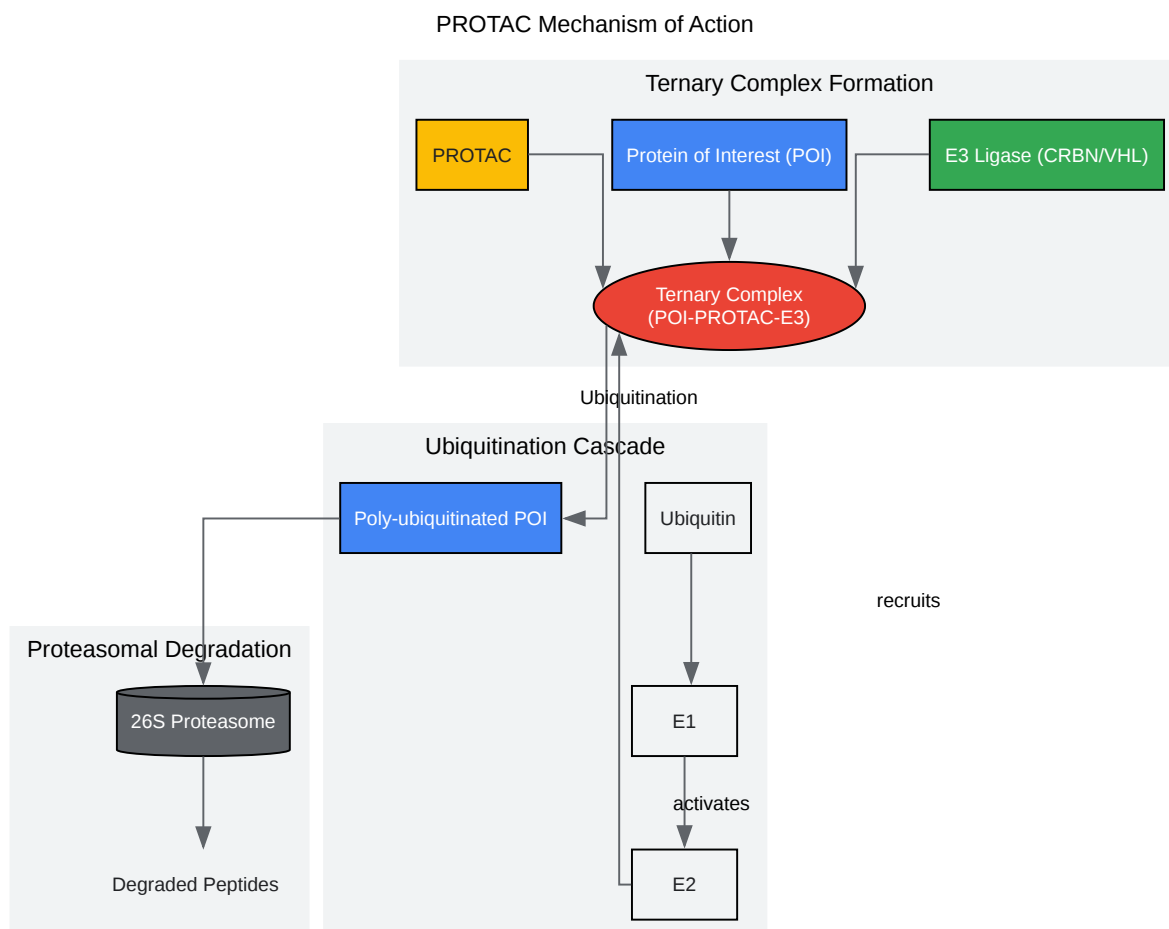 PROTAC Mechanism of Action
Ternary Complex Formation
PROTAC
Protein of Interest (POI)
E3 Ligase (CRBN/VHL)
Ternary Complex
(POI-PROTAC-E3)
Ubiquitination
Ubiquitination Cascade
Poly-ubiquitinated POI
Ubiquitin
recruits
Proteasomal Degradation
26S Proteasome
E1
activates
Degraded Peptides
E2